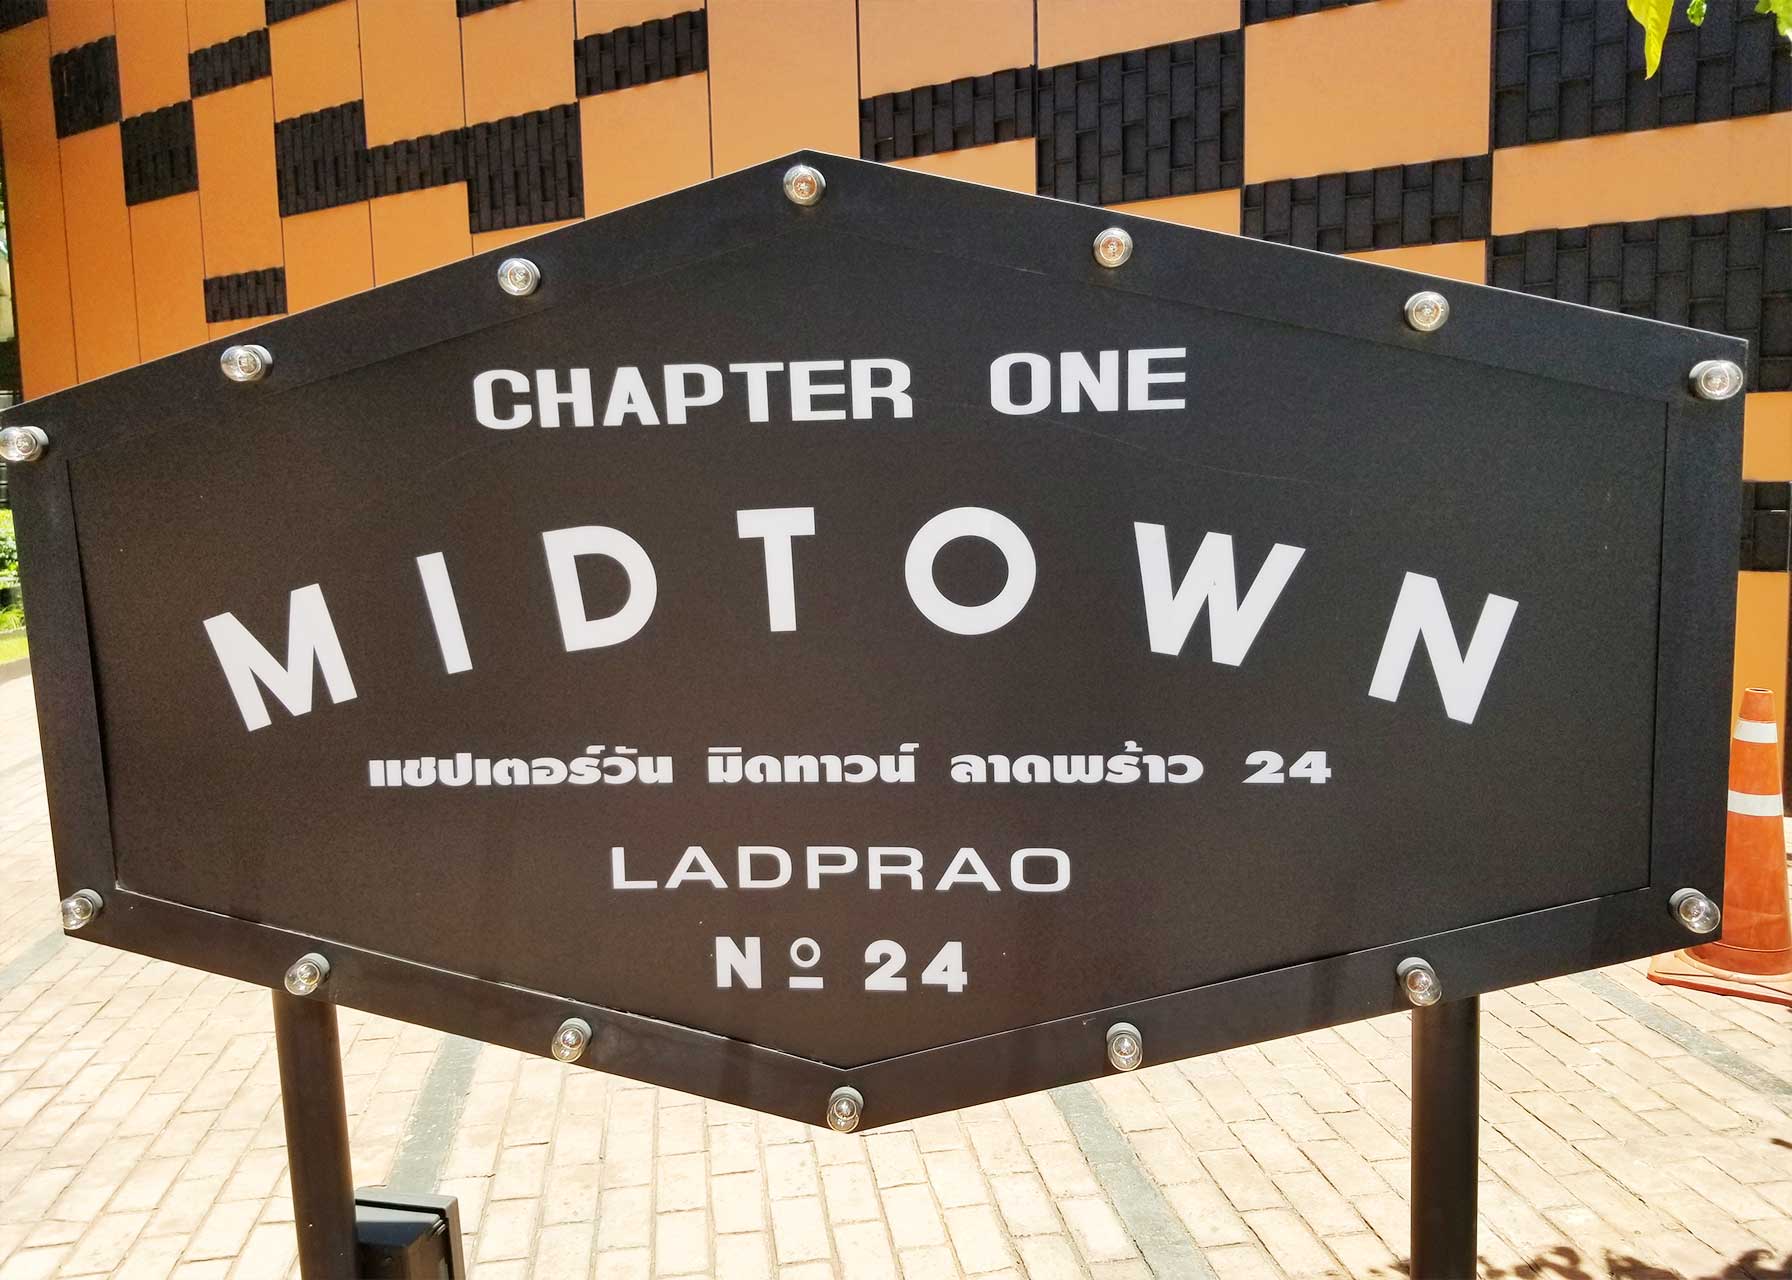 CHAPTER ONE
MIDTOWN
แชปเตอร์วัน มิดทาวน์ ลาดพร้าว 24
LADPRAO
Nº 24